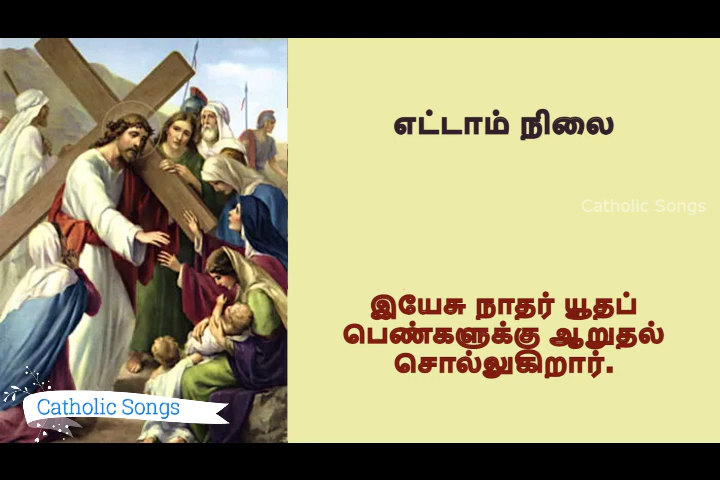 எட்டாம் நிலை
Catholic Songs
இயேசு நாதர் யூதப்
பெண்களுக்கு ஆறுதல்
சொல்லுகிறார்.
Catholic Songs